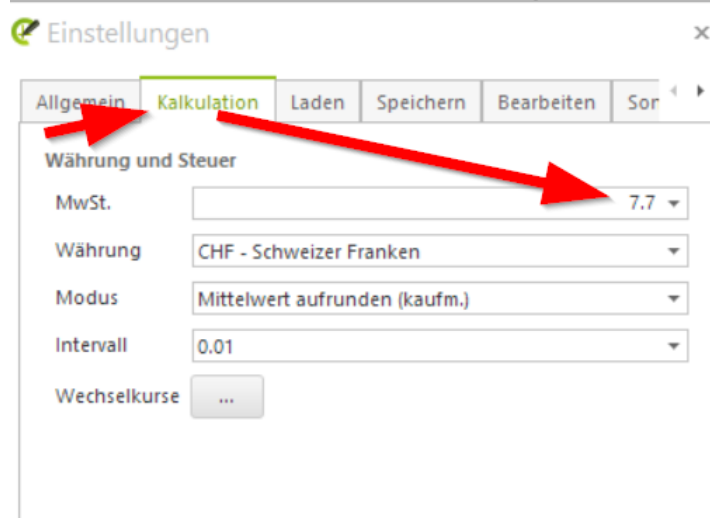 Einstellungen
Allgemein Kalkulation Laden Speichern Bearbeiten Sor
Währung und Steuer
MwSt. 7.7
Währung CHF - Schweizer Franken
Modus Mittelwert aufrunden (kaufm.)
Intervall 0.01
Wechselkurse ...